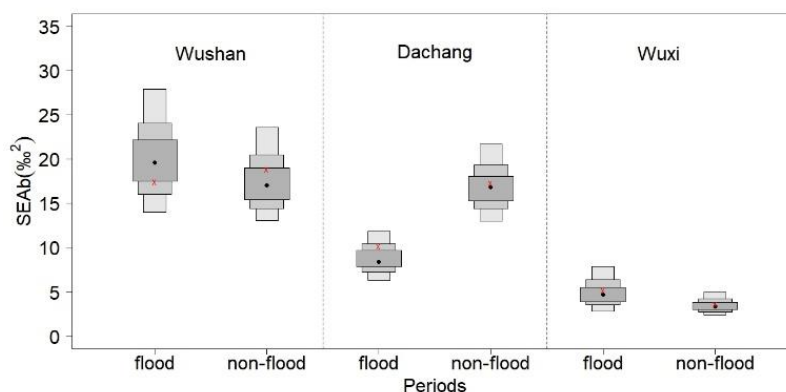 35
30
25
20
15
10
5
0
SEAb(‰²)
Wushan
Dachang
Wuxi
flood
non-flood
flood
non-flood
flood
non-flood
Periods